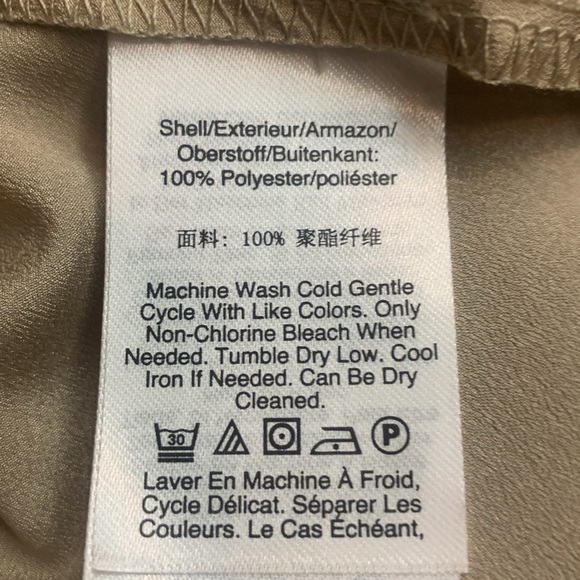 Shell/Exterieur/Armazon/
Oberstoff/Buitenkant:
100% Polyester/poliéster
面料: 100% 聚酯纤维
Machine Wash Cold Gentle
Cycle With Like Colors. Only
Non-Chlorine Bleach When
Needed. Tumble Dry Low. Cool
Iron If Needed. Can Be Dry
Cleaned.
30 P
Laver En Machine À Froid,
Cycle Délicat. Séparer Les
Couleurs. Le Cas Échéant,